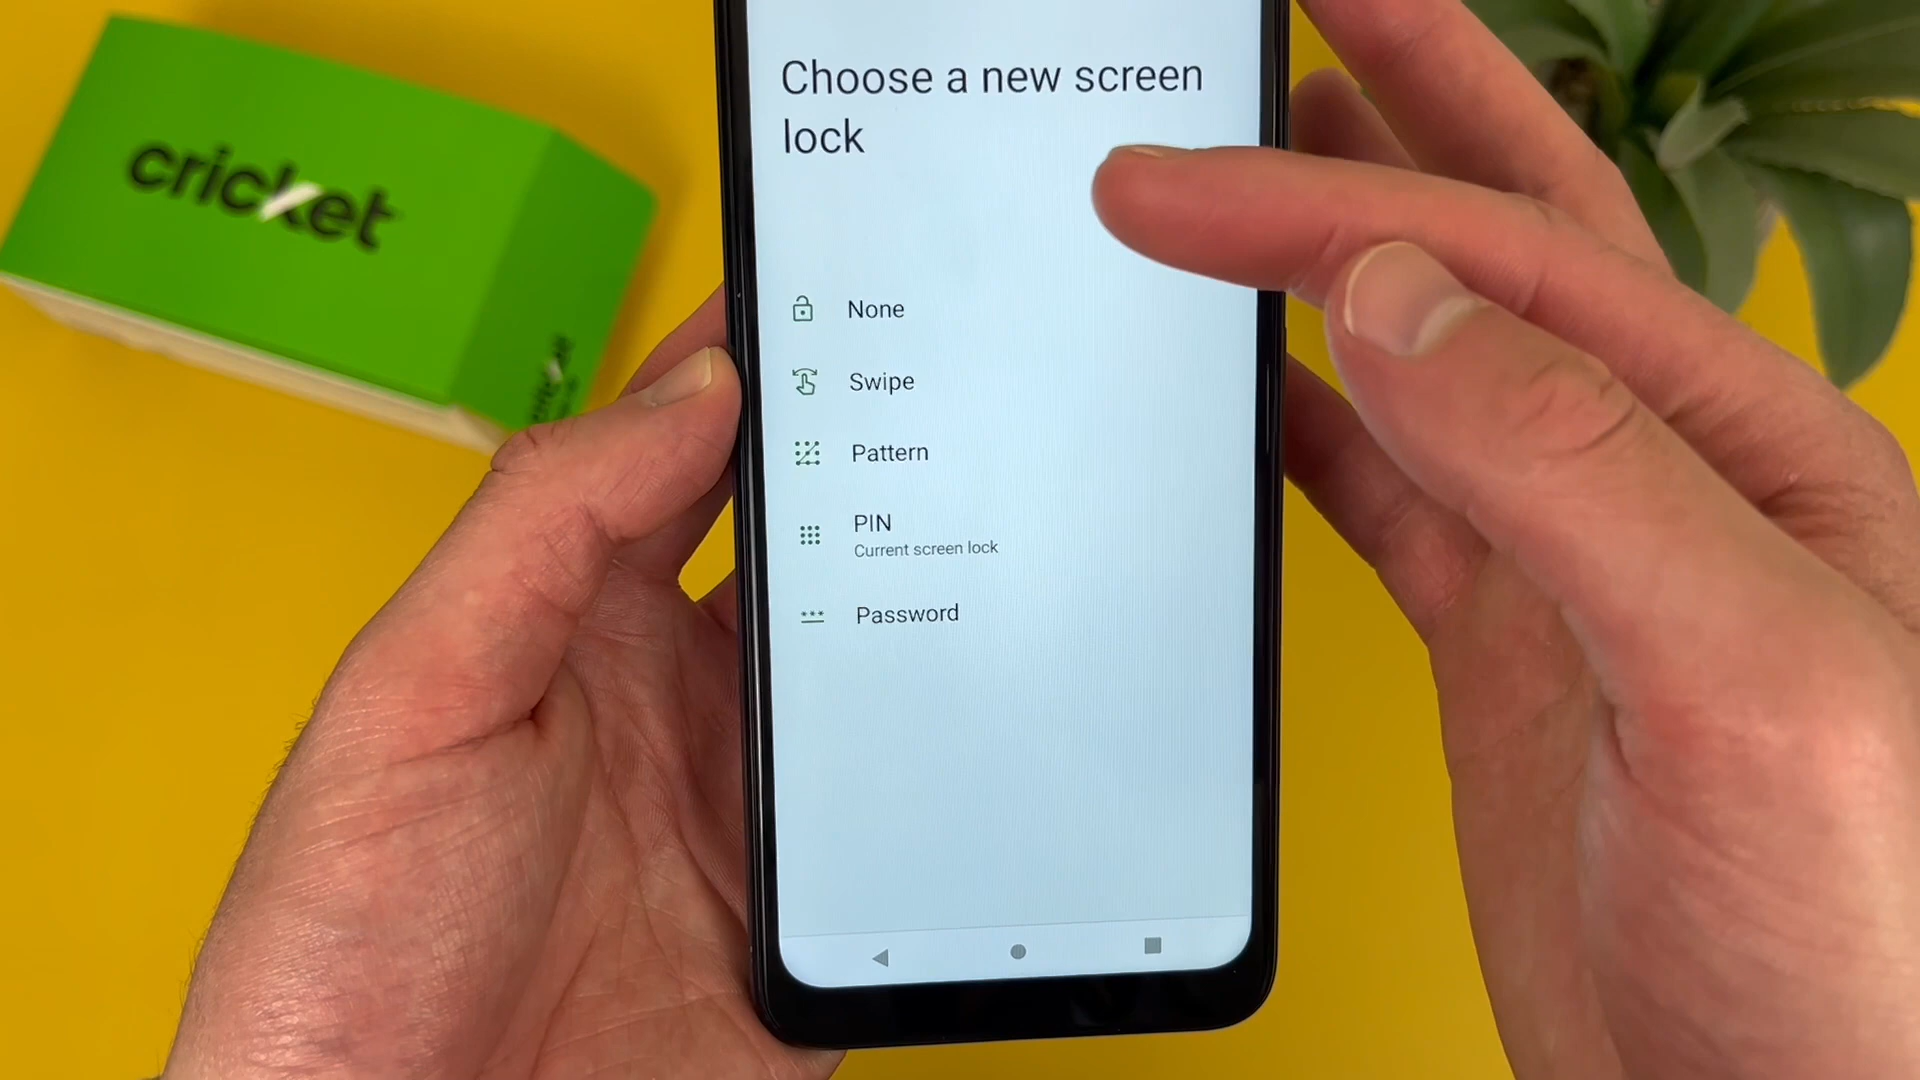 cricket
Choose a new screen
lock
None
Swipe
Pattern
PIN
Current screen lock
Password